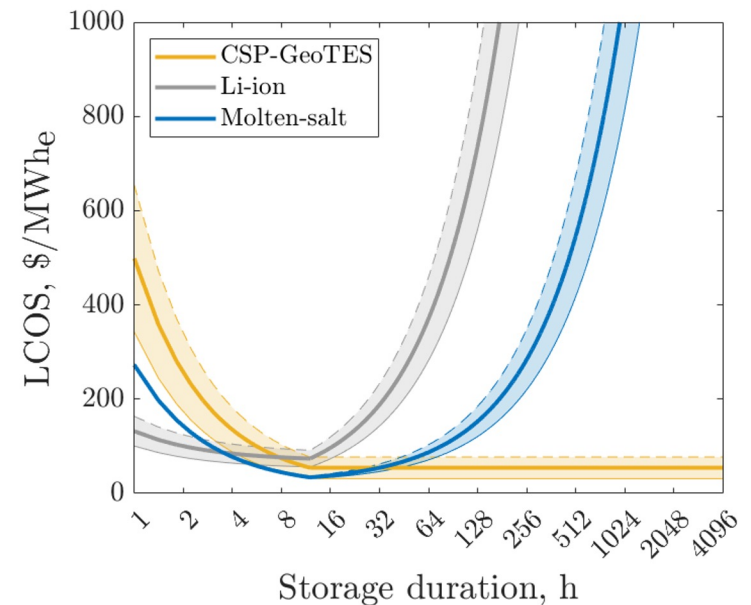 1000
800
600
400
200
0
LCOS, $/MWhe
CSP-GeoTES
Li-ion
Molten-salt
1 2 4 8 16 32 64 128 256 512 1024 2048 4096
Storage duration, h